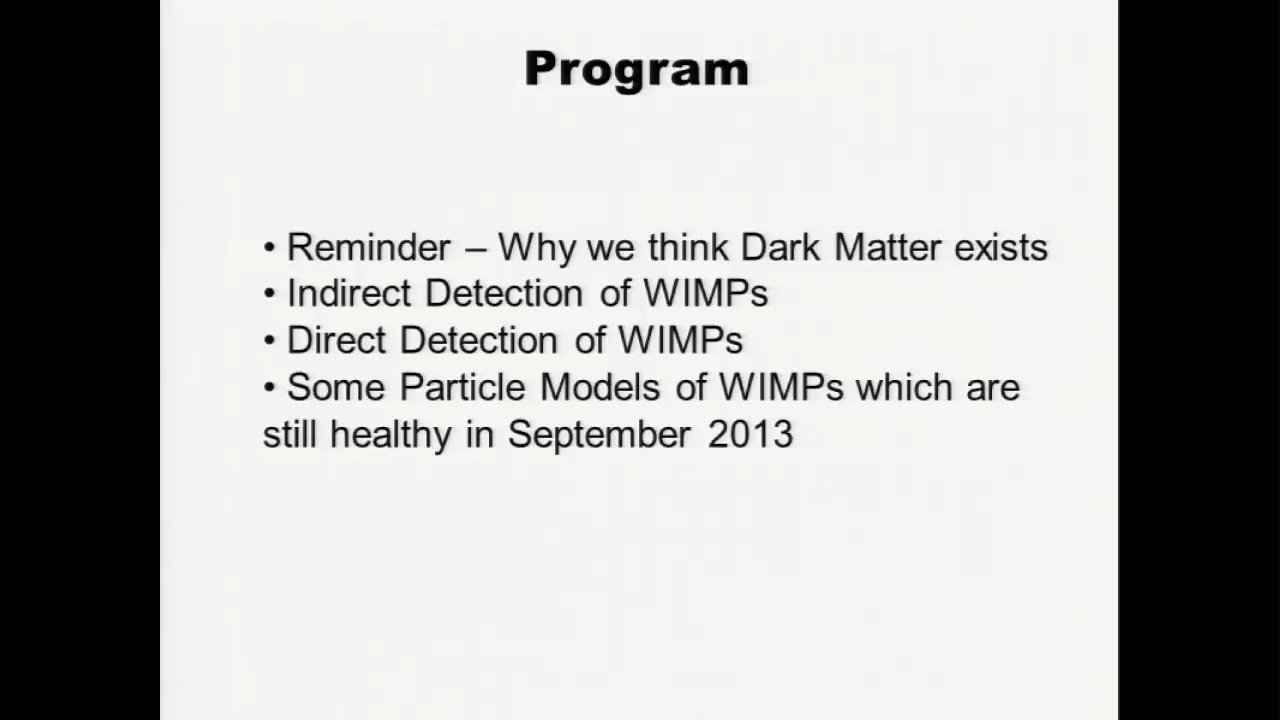 Program
• Reminder – Why we think Dark Matter exists
• Indirect Detection of WIMPs
• Direct Detection of WIMPs
• Some Particle Models of WIMPs which are
still healthy in September 2013